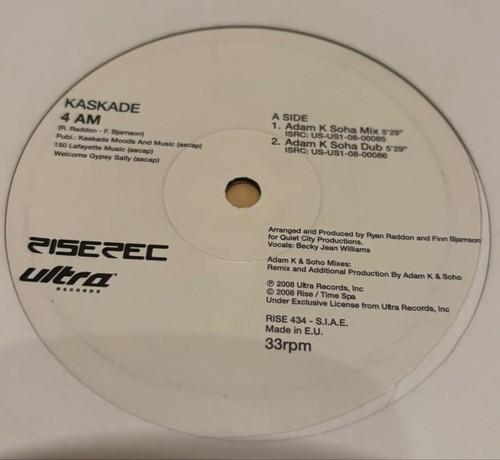 KASKADE
4 AM
(R. Raddon - F. Bjarnson)
Publ.: Kaskade Moods And Music (ascap)
150 Lafayette Music (ascap)
Welcome Gypsy Sally (ascap)
A SIDE
1. Adam K Soha Mix 5'29"
ISRC: US-US1-08-00085
2. Adam K Soha Dub 5'29"
ISRC: US-US1-08-00086
RISEREC
ultra
RECORDS
Arranged and Produced by Ryan Raddon and Finn Bjarnson
for Quiet City Productions.
Vocals: Becky Jean Williams
Adam K & Soho Mixes:
Remix and Additional Production By Adam K & Soho
℗ 2008 Ultra Records, Inc
© 2008 Rise / Time Spa
Under Exclusive License from Ultra Records, Inc
RISE 434 - S.I.A.E.
Made in E.U.
33rpm